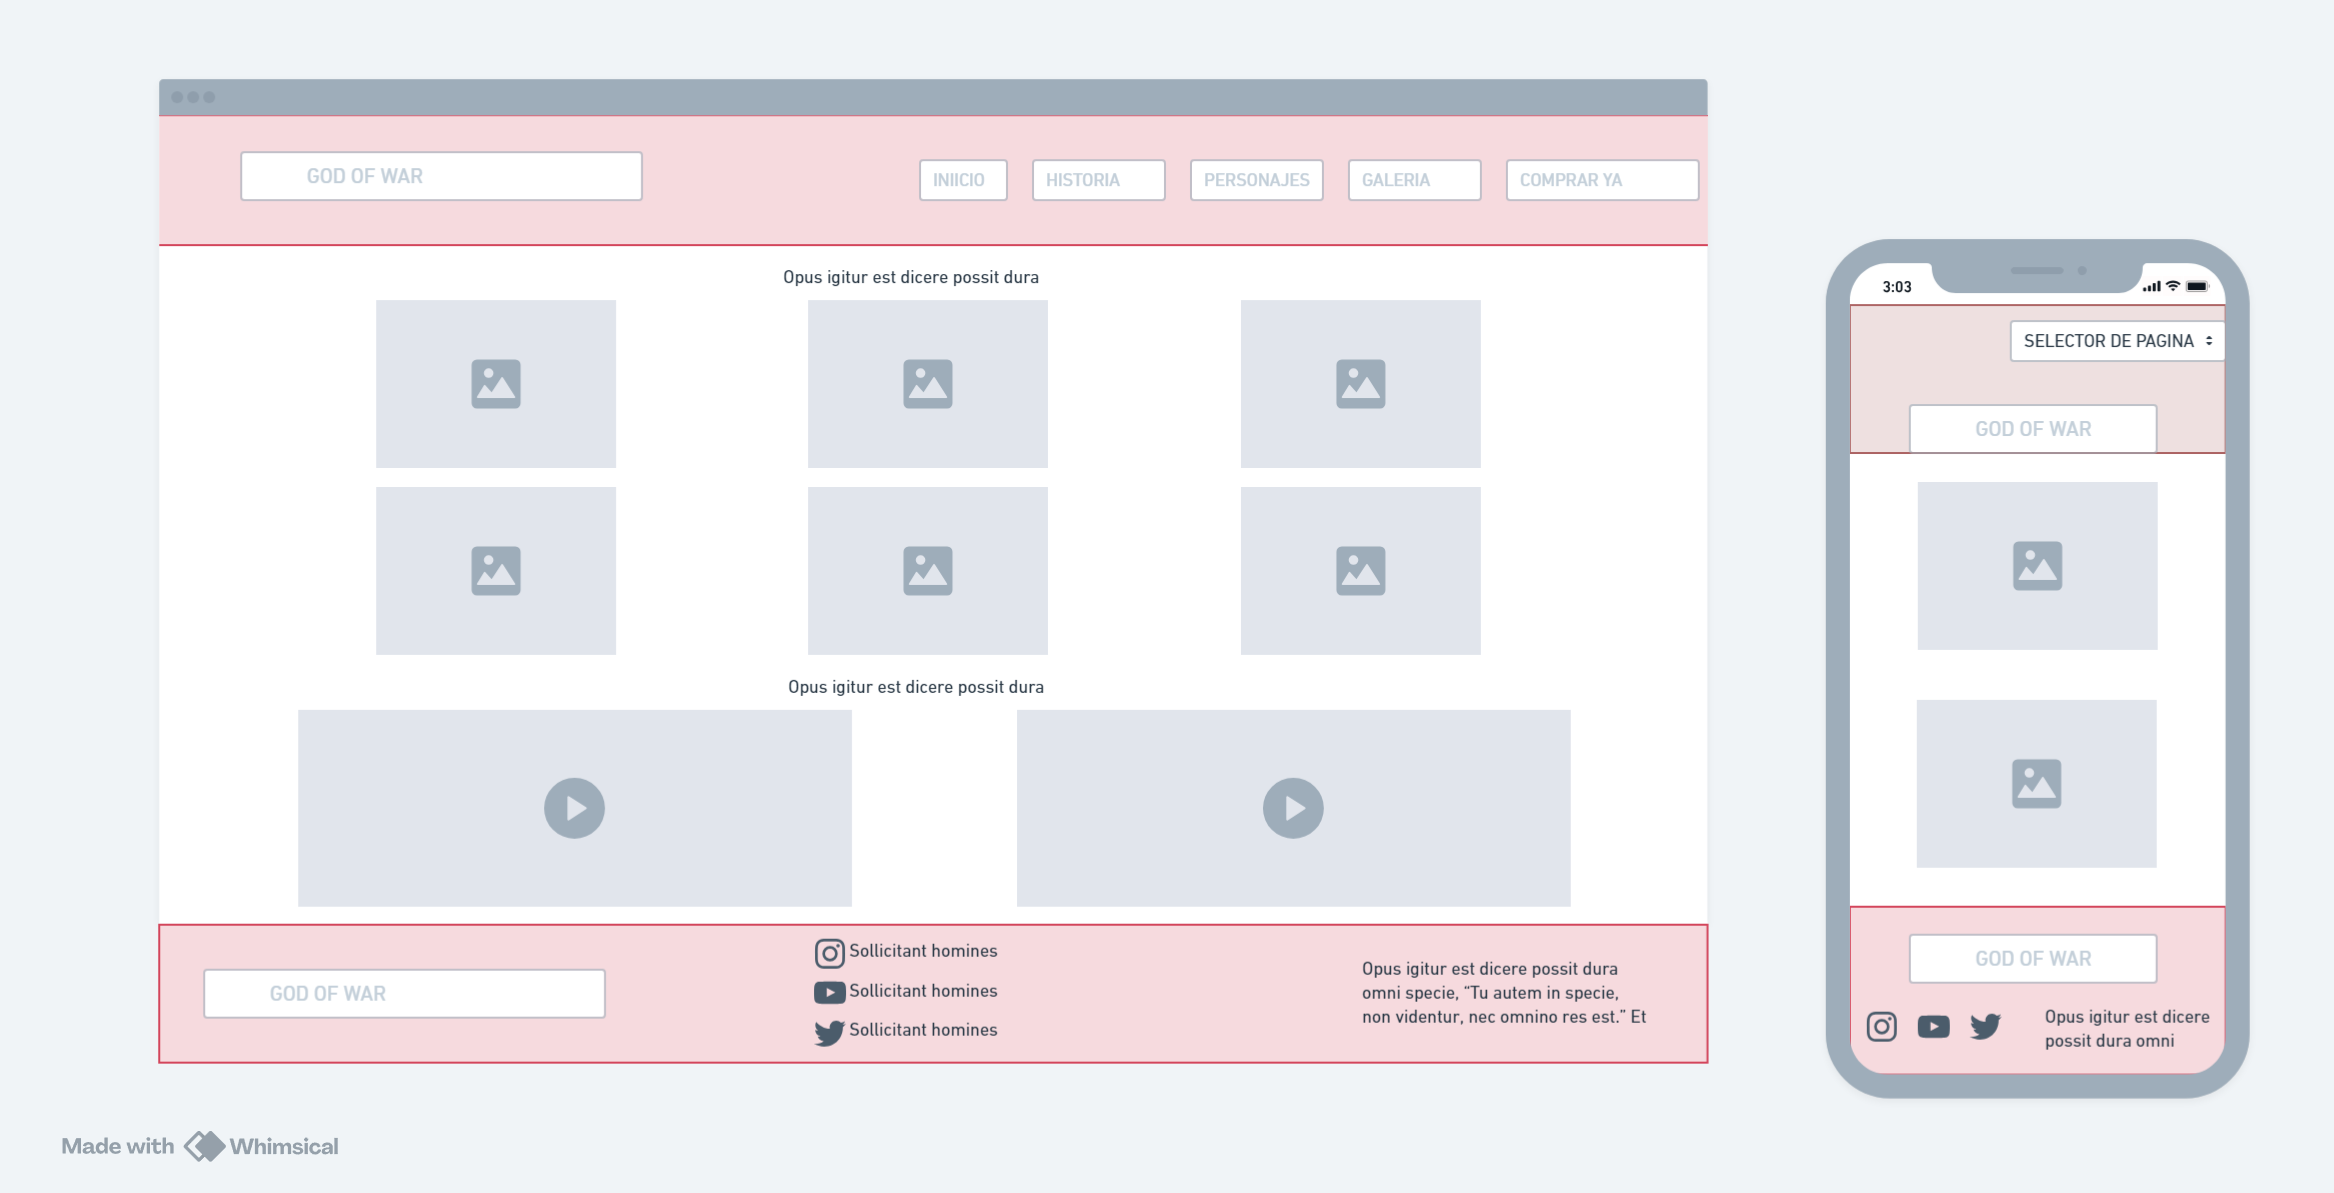 GOD OF WAR
INIICIO
HISTORIA
PERSONAJES
GALERIA
COMPRAR YA
Opus igitur est dicere possit dura
Opus igitur est dicere possit dura
GOD OF WAR
Sollicitant homines
Sollicitant homines
Sollicitant homines
Opus igitur est dicere possit dura
omni specie, “Tu autem in specie,
non videntur, nec omnino res est.” Et
3:03
SELECTOR DE PAGINA
GOD OF WAR
GOD OF WAR
Opus igitur est dicere
possit dura omni
Made with Whimsical